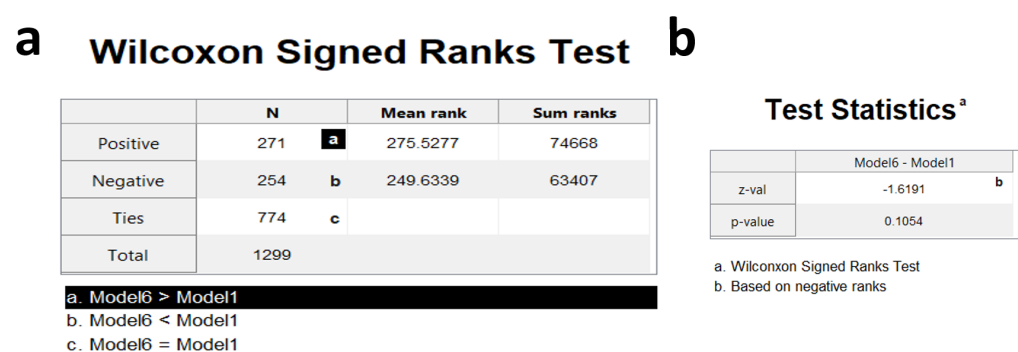 a
Wilcoxon Signed Ranks Test
N Mean rank Sum ranks
Positive 271 a 275.5277 74668
Negative 254 b 249.6339 63407
Ties 774 c
Total 1299
a. Model6 > Model1
b. Model6 < Model1
c. Model6 = Model1
b
Test Statistics a
Model6 - Model1
z-val -1.6191 b
p-value 0.1054
a. Wilconxon Signed Ranks Test
b. Based on negative ranks